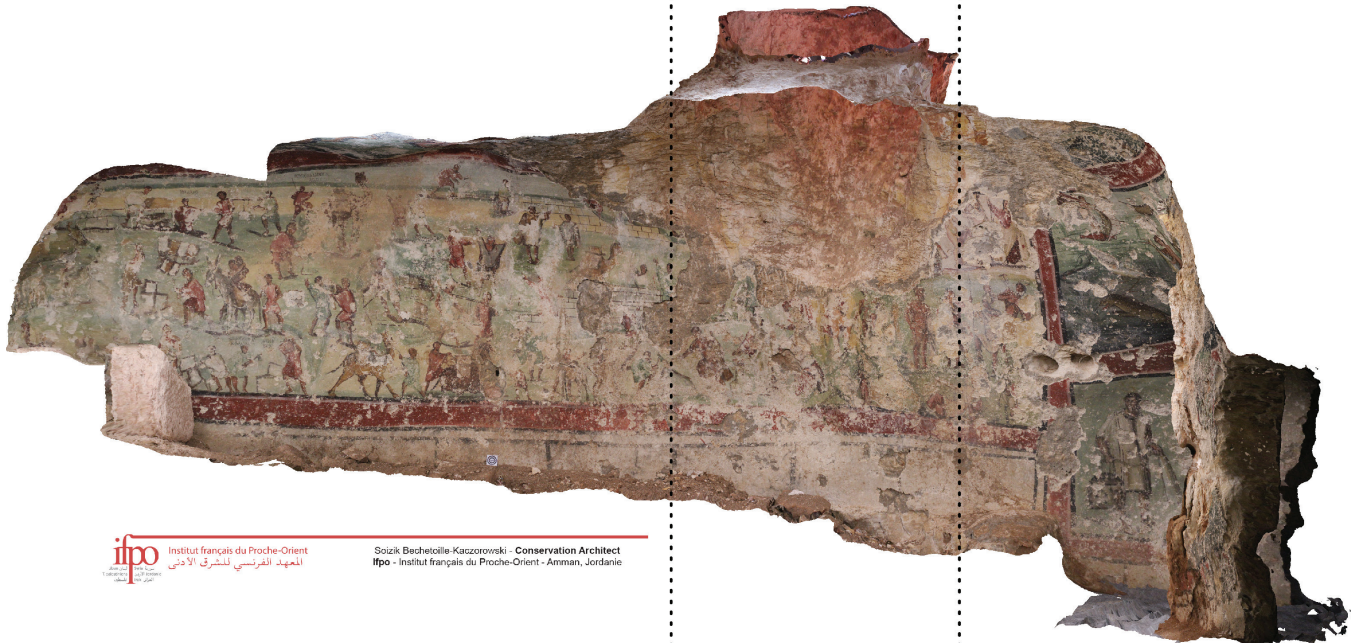 ifpo
Institut français du Proche-Orient
المعهد الفرنسي للشرق الأدنى
Soizik Bechetoille-Kaczorowski - Conservation Architect
Ifpo - Institut français du Proche-Orient - Amman, Jordanie